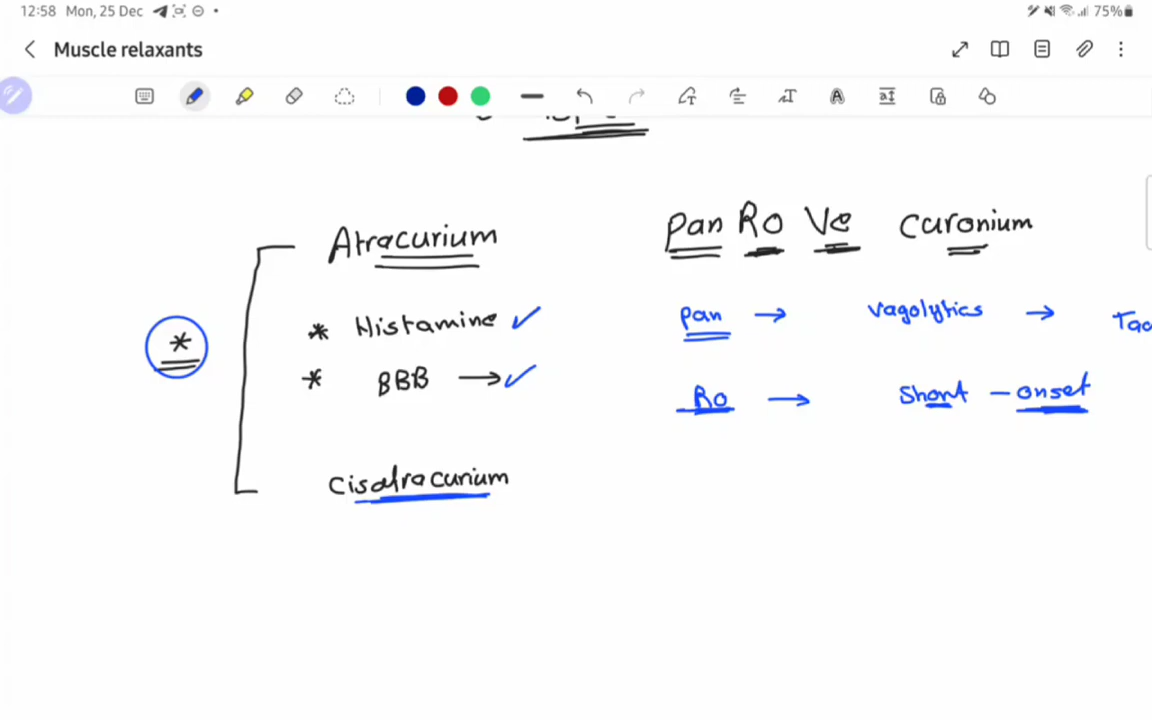 12:58 Mon, 25 Dec
75%
Muscle relaxants
Atracurium
* Histamine ✓
* BBB → ✓
*
cisatracurium
Pan Ro Ve Curonium
Pan → Vagolytics →
Ro → Short - onset